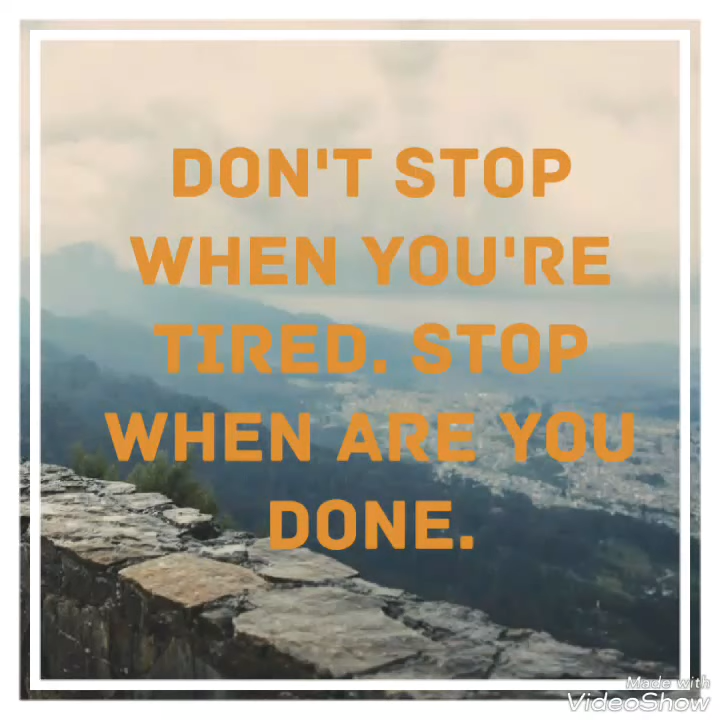 DON'T STOP
WHEN YOU'RE
TIRED. STOP
WHEN ARE YOU
DONE.
Made with
VideoShow